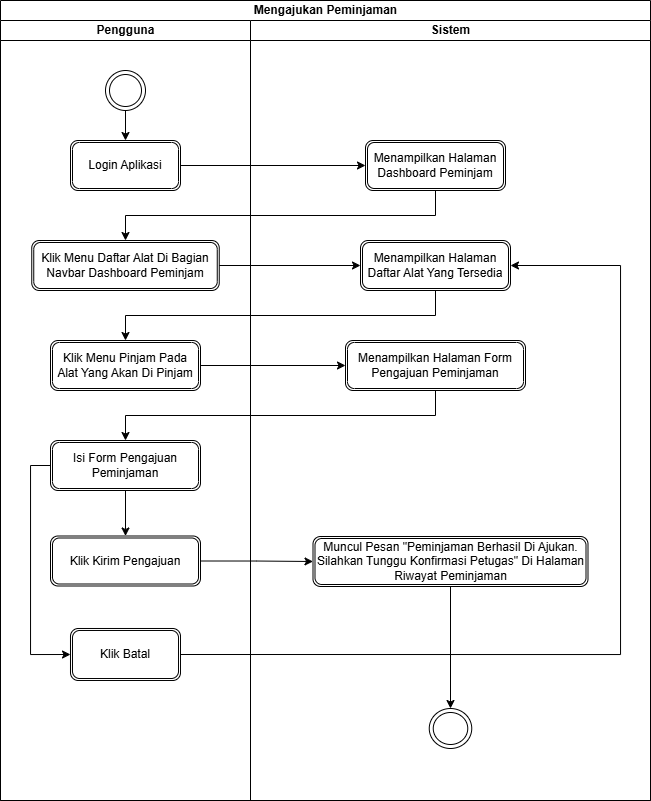 Mengajukan Peminjaman
Pengguna
Sistem
Login Aplikasi
Menampilkan Halaman
Dashboard Peminjam
Klik Menu Daftar Alat Di Bagian
Navbar Dashboard Peminjam
Menampilkan Halaman
Daftar Alat Yang Tersedia
Klik Menu Pinjam Pada
Alat Yang Akan Di Pinjam
Menampilkan Halaman Form
Pengajuan Peminjaman
Isi Form Pengajuan
Peminjaman
Klik Kirim Pengajuan
Muncul Pesan "Peminjaman Berhasil Di Ajukan.
Silahkan Tunggu Konfirmasi Petugas" Di Halaman
Riwayat Peminjaman
Klik Batal